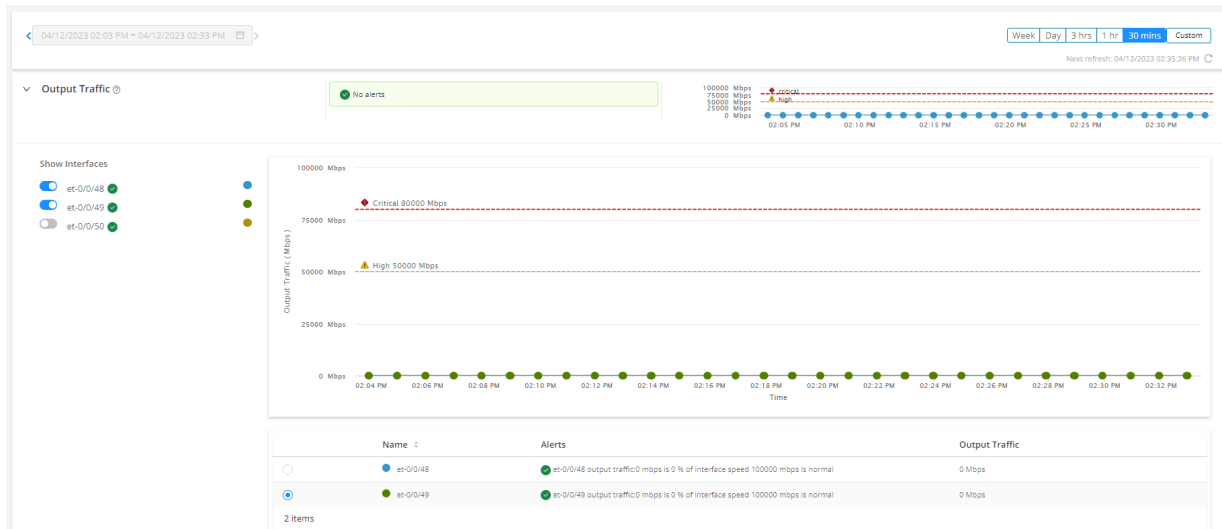 04/12/2023 02:03 PM - 04/12/2023 02:33 PM
Week Day 3 hrs 1 hr 30 mins Custom
Next refresh: 04/12/2023 02:35:26 PM
Output Traffic
No alerts
100000 Mbps
75000 Mbps
50000 Mbps
25000 Mbps
0 Mbps
critical
high
02:05 PM 02:10 PM 02:15 PM 02:20 PM 02:25 PM 02:30 PM
Show Interfaces
et-0/0/48
et-0/0/49
et-0/0/50
100000 Mbps
Critical 80000 Mbps
75000 Mbps
High 50000 Mbps
50000 Mbps
25000 Mbps
0 Mbps
Output Traffic (Mbps)
02:04 PM 02:06 PM 02:08 PM 02:10 PM 02:12 PM 02:14 PM 02:16 PM 02:18 PM 02:20 PM 02:22 PM 02:24 PM 02:26 PM 02:28 PM 02:30 PM 02:32 PM
Time
Name Alerts Output Traffic
et-0/0/48 et-0/0/48 output traffic:0 mbps is 0 % of interface speed 100000 mbps is normal 0 Mbps
et-0/0/49 et-0/0/49 output traffic:0 mbps is 0 % of interface speed 100000 mbps is normal 0 Mbps
2 items